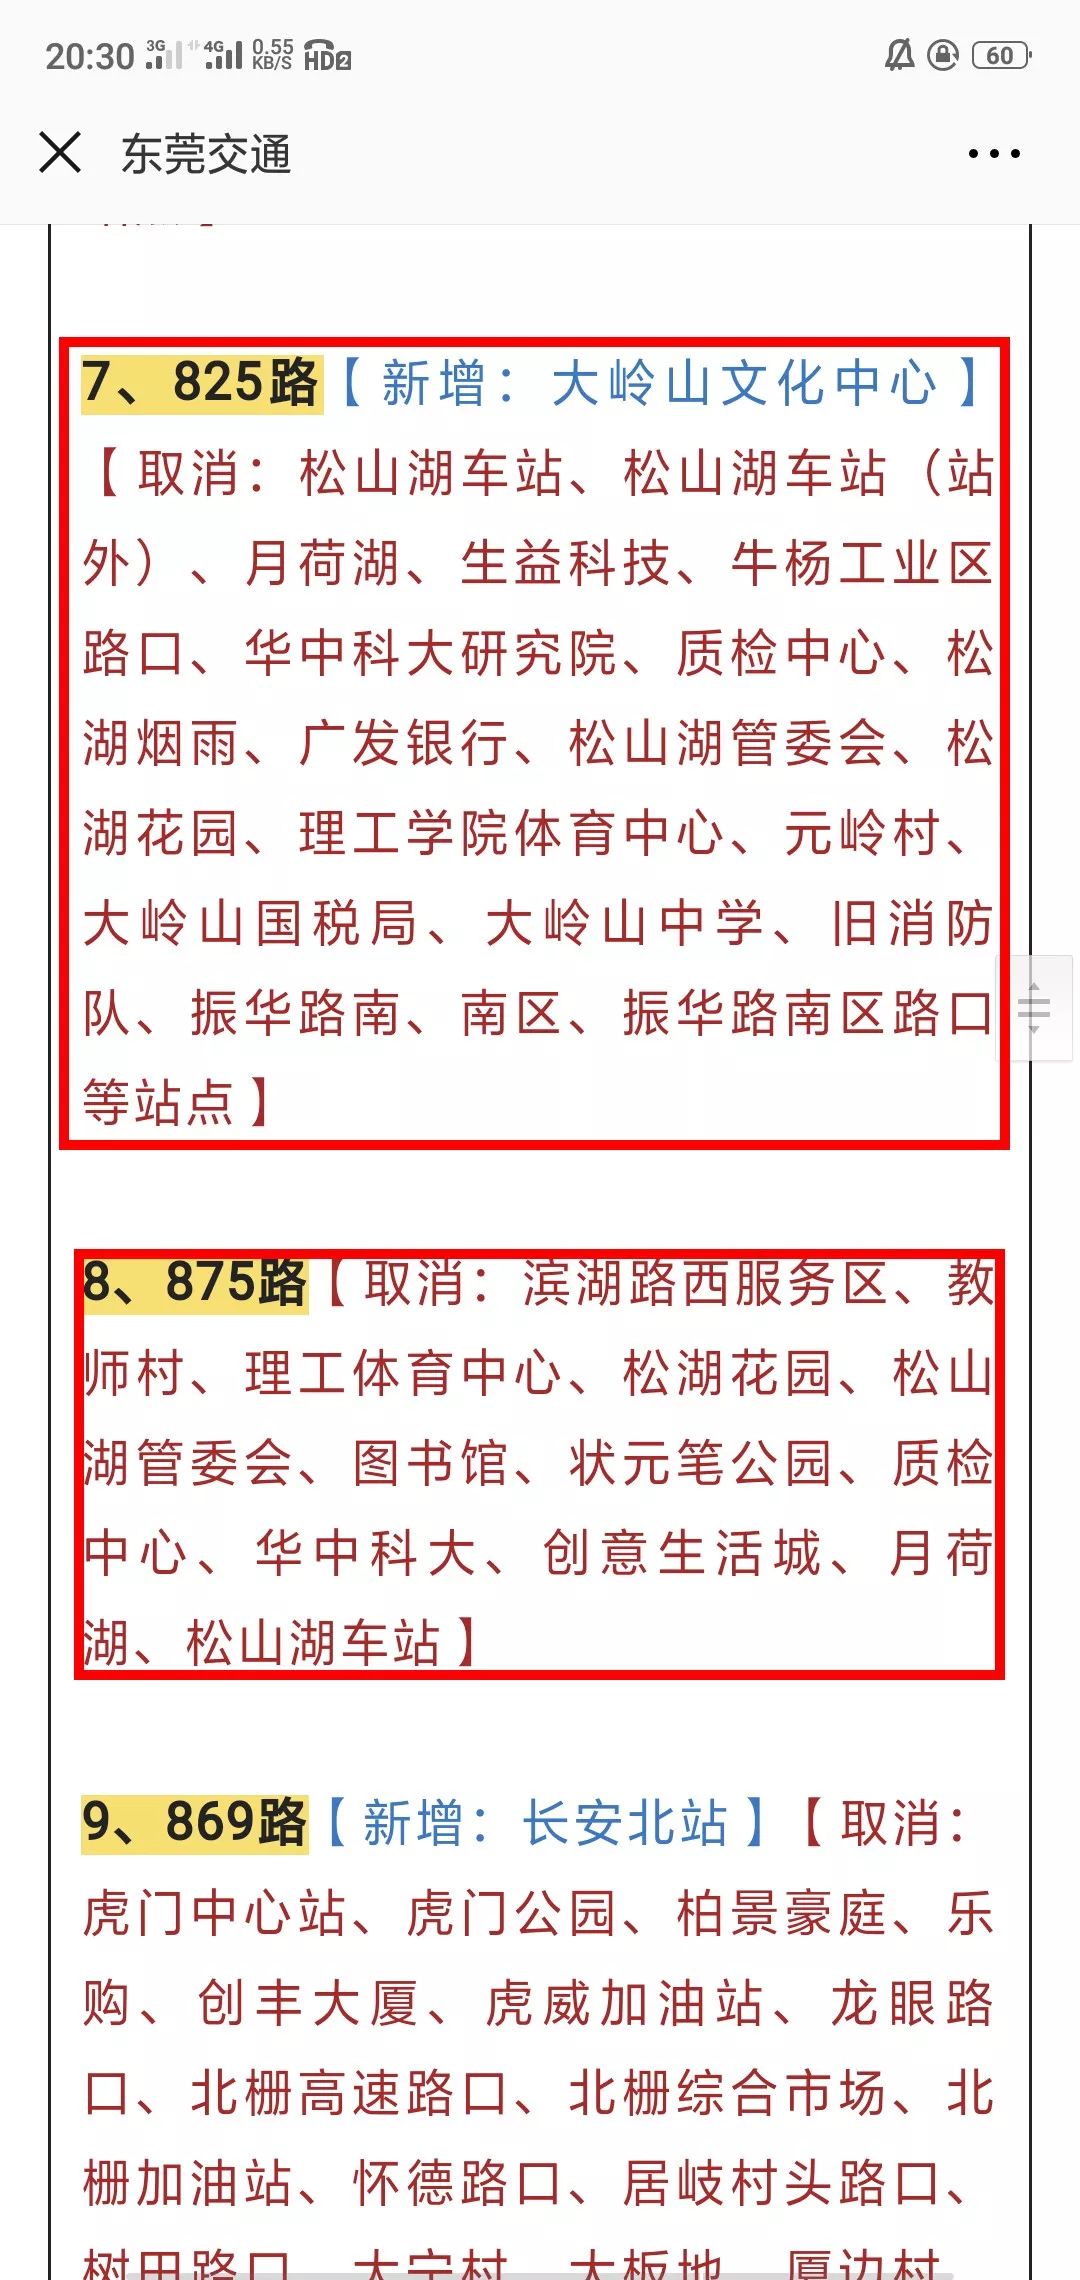 20:30 3G 4G 0.55 KB/S HD2 60
东莞交通
7、825路【 新增：大岭山文化中心 】
【 取消：松山湖车站、松山湖车站（站
外）、月荷湖、生益科技、牛杨工业区
路口、华中科大研究院、质检中心、松
湖烟雨、广发银行、松山湖管委会、松
湖花园、理工学院体育中心、元岭村、
大岭山国税局、大岭山中学、旧消防
队、振华路南、南区、振华路南区路口
等站点 】
8、875路【 取消：滨湖路西服务区、教
师村、理工体育中心、松湖花园、松山
湖管委会、图书馆、状元笔公园、质检
中心、华中科大、创意生活城、月荷
湖、松山湖车站 】
9、869路【 新增：长安北站 】【 取消：
虎门中心站、虎门公园、柏景豪庭、乐
购、创丰大厦、虎威加油站、龙眼路
口、北栅高速路口、北栅综合市场、北
栅加油站、怀德路口、居岐村头路口、
树田路口、大宁村、大板地、厦边村、